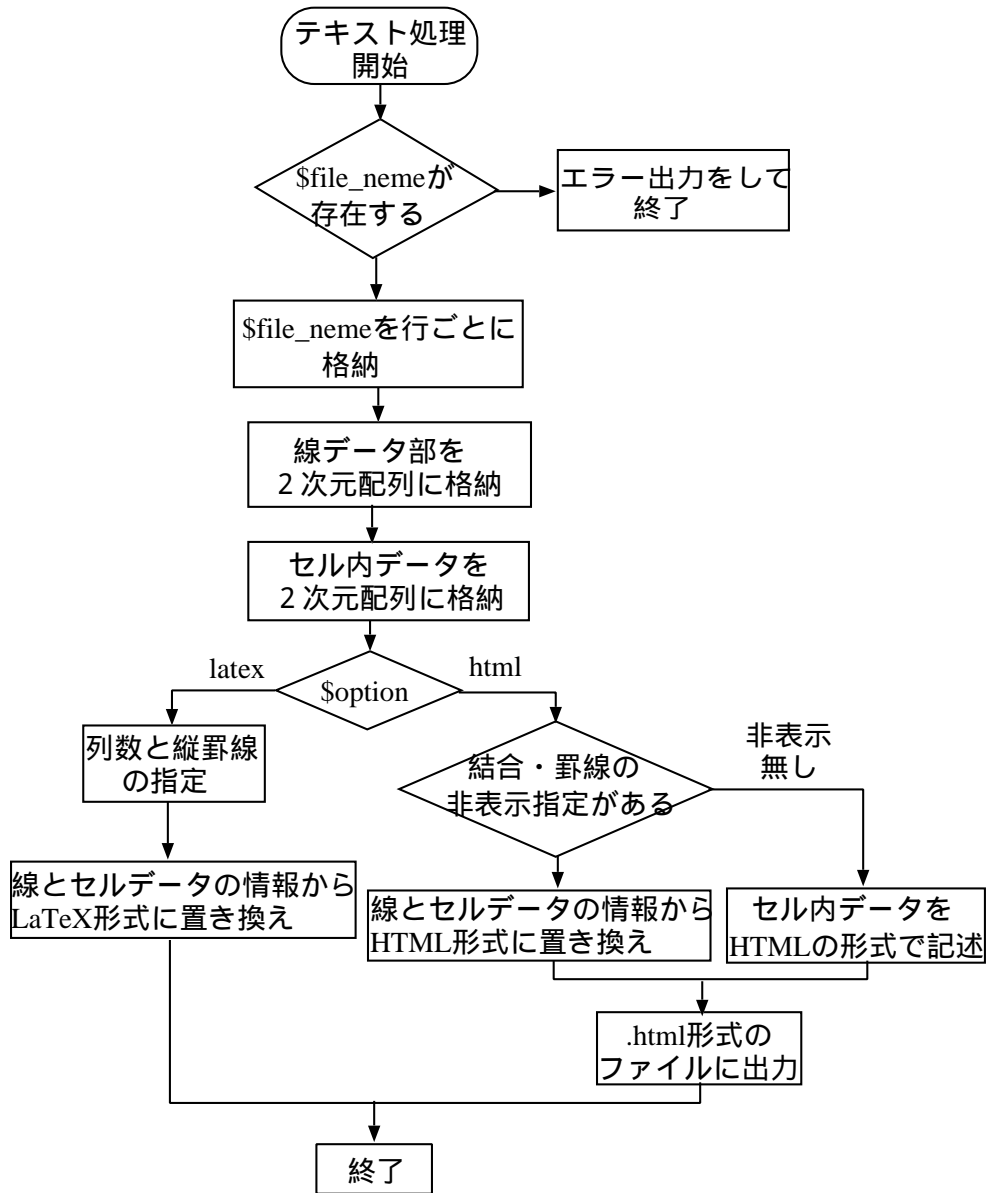 テキスト処理
開始
$file_nemeが
存在する
エラー出力をして
終了
$file_nemeを行ごとに
格納
線データ部を
２次元配列に格納
セル内データを
２次元配列に格納
latex
$option
html
列数と縦罫線
の指定
結合・罫線の
非表示指定がある
非表示
無し
線とセルデータの情報から
LaTeX形式に置き換え
線とセルデータの情報から
HTML形式に置き換え
セル内データを
HTMLの形式で記述
.html形式の
ファイルに出力
終了